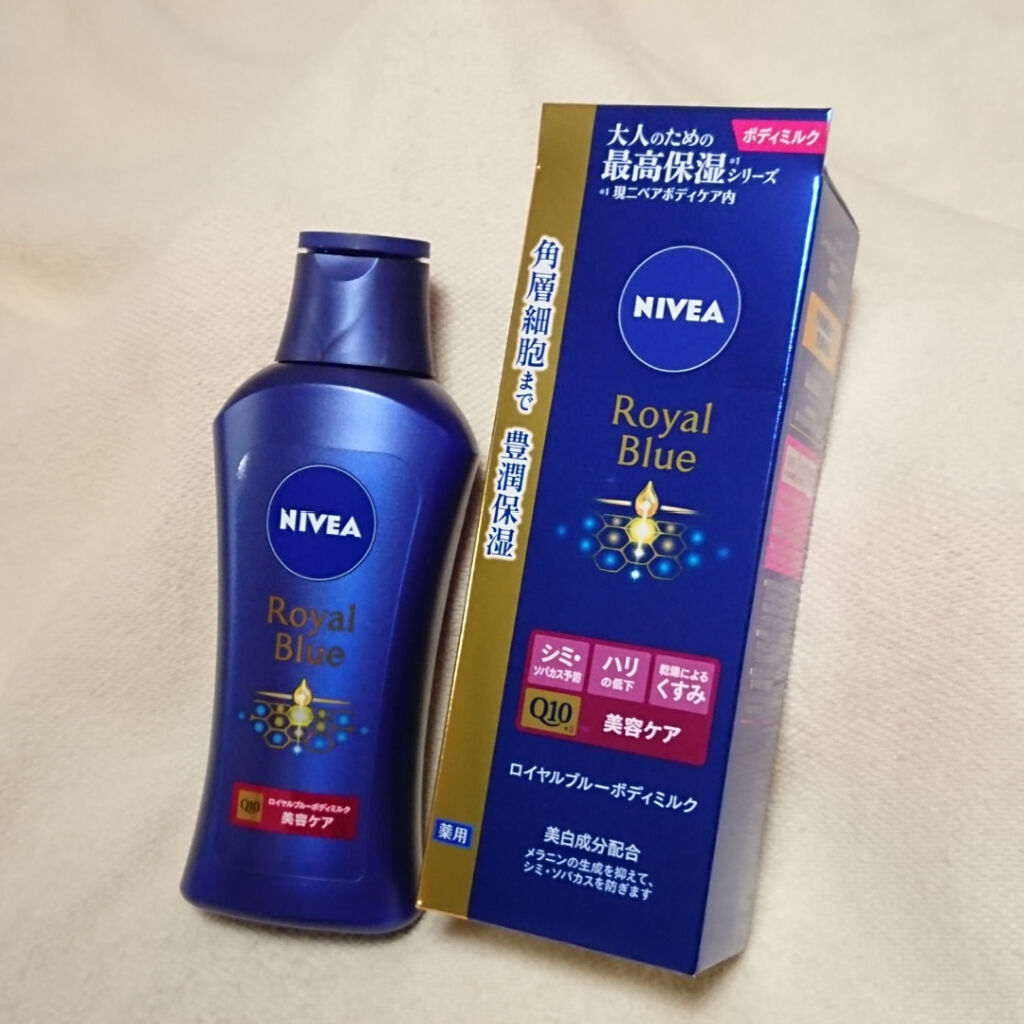 NIVEA
Royal
Blue
Q10
ロイヤルブルーボディミルク
美容ケア
大人のための
最高保湿※1シリーズ
※1 現ニベアボディケア内
ボディミルク
角層細胞まで 豊潤保湿
NIVEA
Royal
Blue
シミ・
ソバカス予防
ハリ
の低下
乾燥による
くすみ
Q10
美容ケア
ロイヤルブルーボディミルク
薬用
美白成分配合
メラニンの生成を抑えて、
シミ・ソバカスを防ぎます